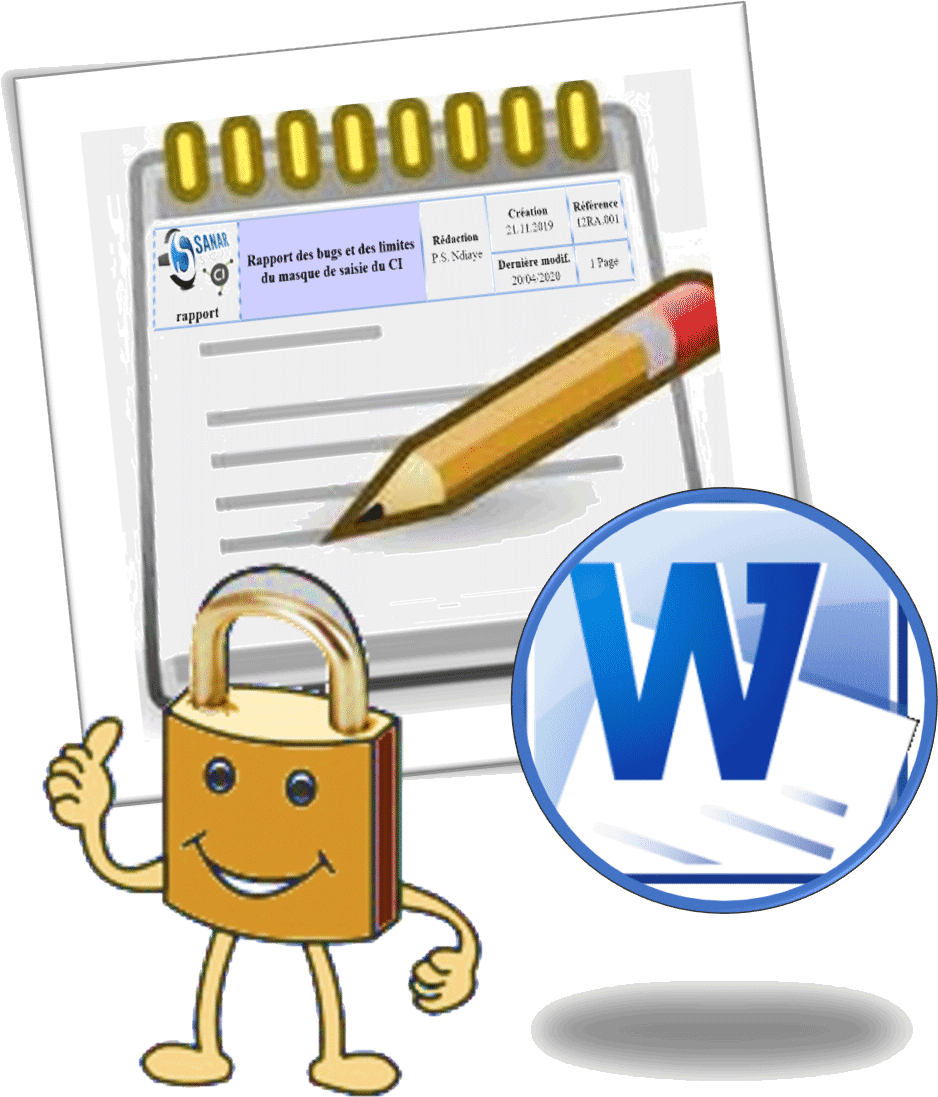 SANAR
CI
rapport
Rapport des bugs et des limites
du masque de saisie du CI
Rédaction
P.S. Ndiaye
Création
21.11.2019
Dernière modif.
20/04/2020
Référence
12RA.001
1 Page
W